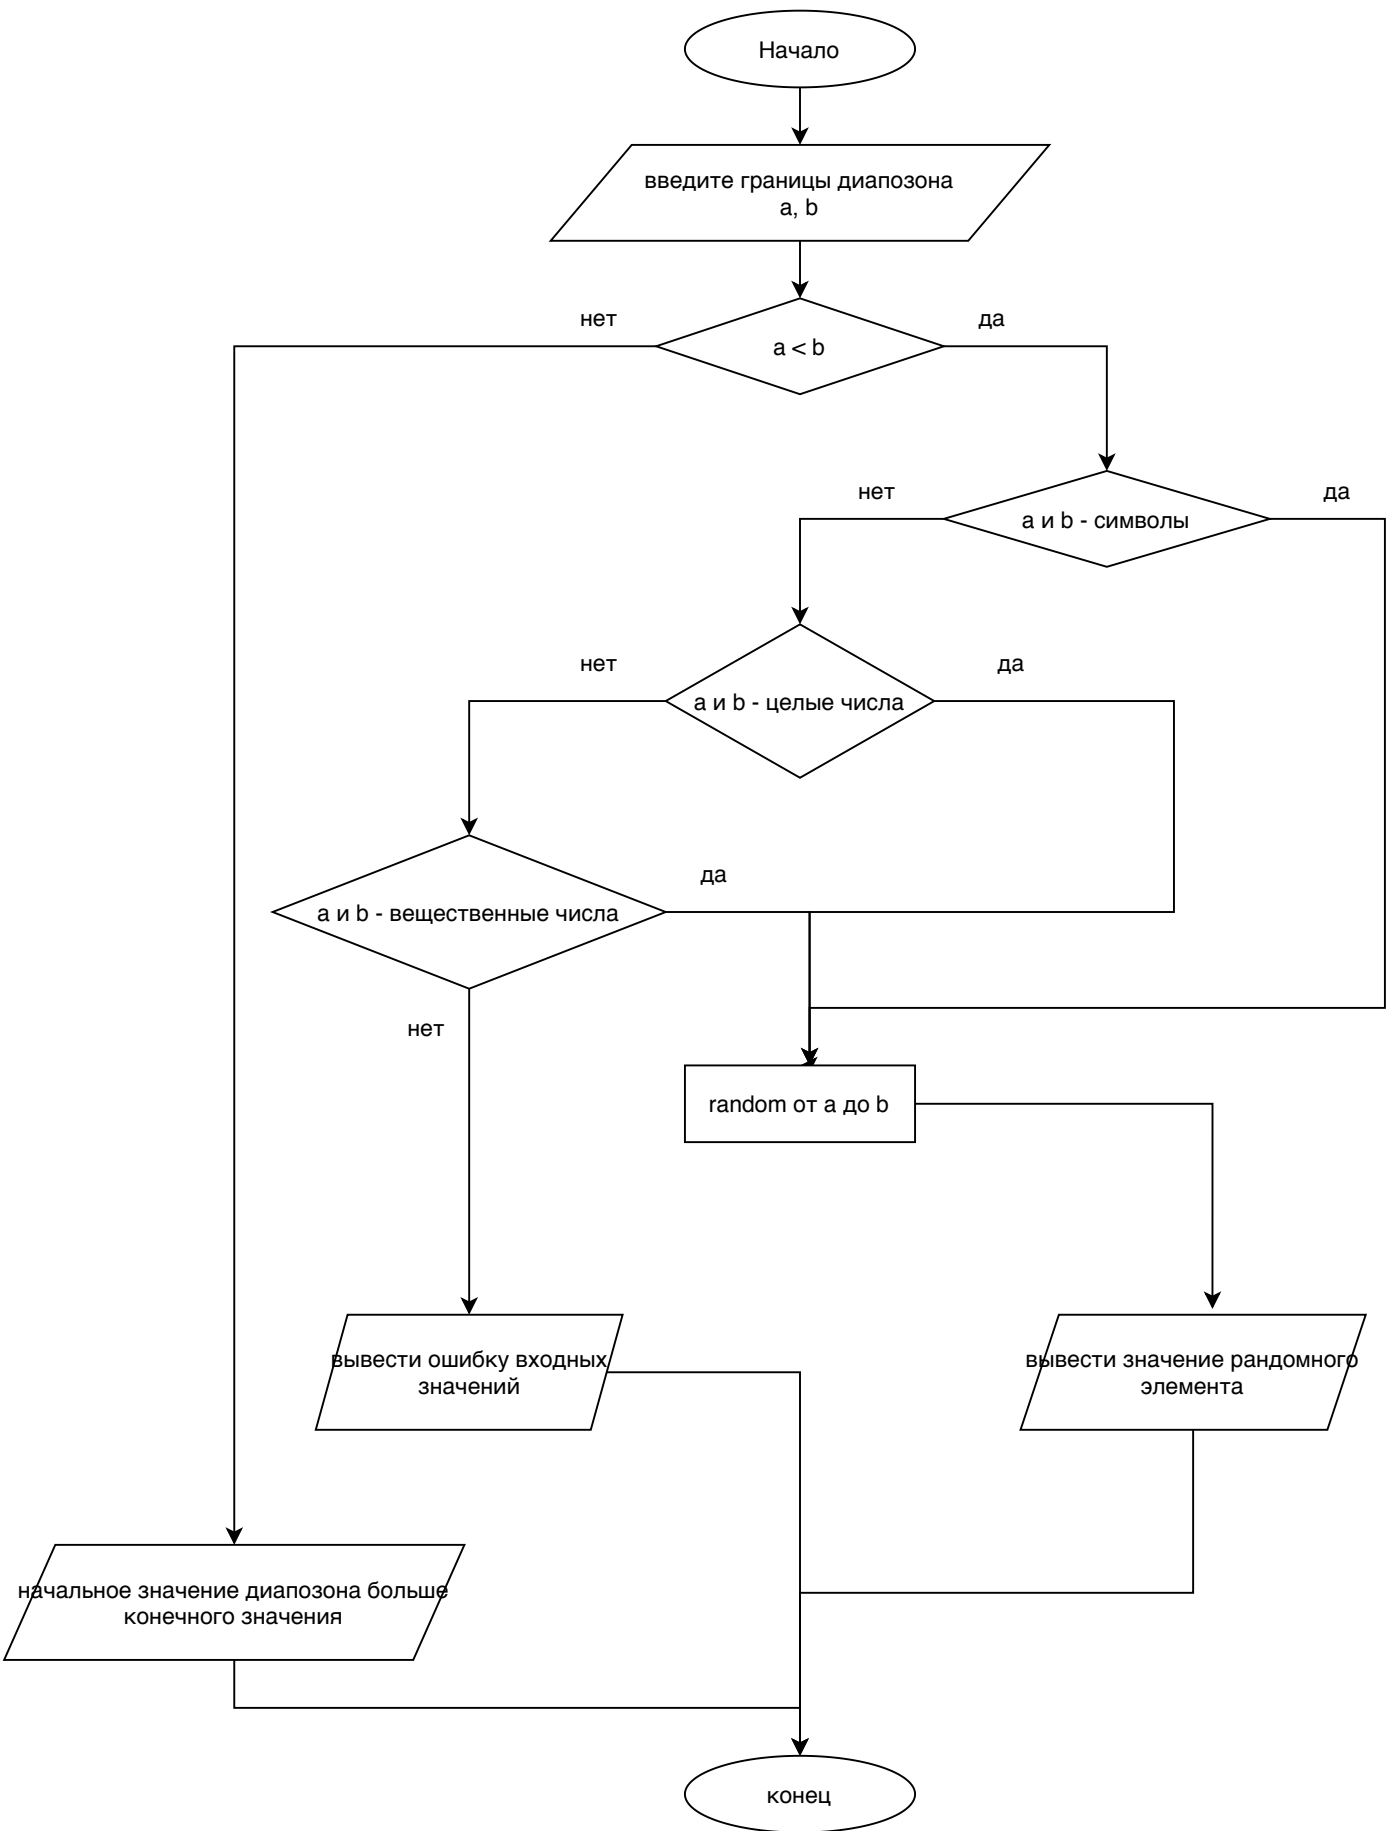 Начало
введите границы диапозона
a, b
нет
да
a < b
нет
да
a и b - символы
нет
да
a и b - целые числа
да
a и b - вещественные числа
нет
random от a до b
вывести ошибку входных
значений
вывести значение рандомного
элемента
начальное значение диапозона больше
конечного значения
конец